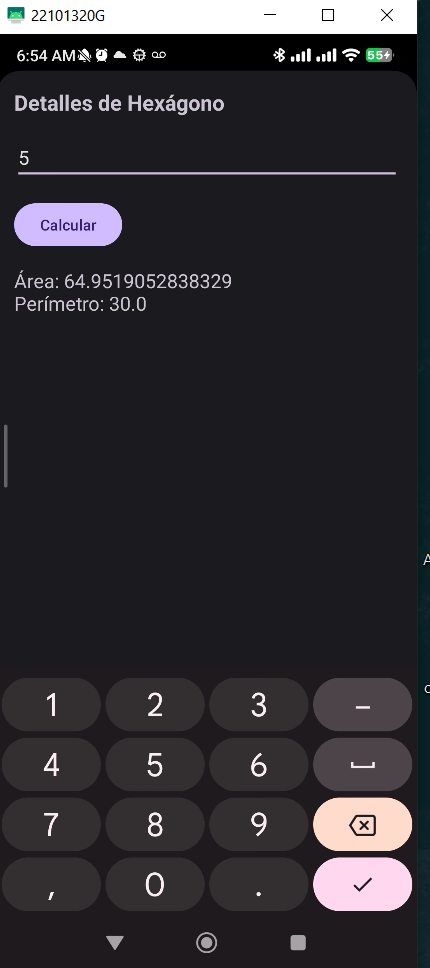 22101320G
6:54 AM
55
Detalles de Hexágono
5
Calcular
Área: 64.9519052838329
Perímetro: 30.0
1 2 3 –
4 5 6
7 8 9
, 0 .